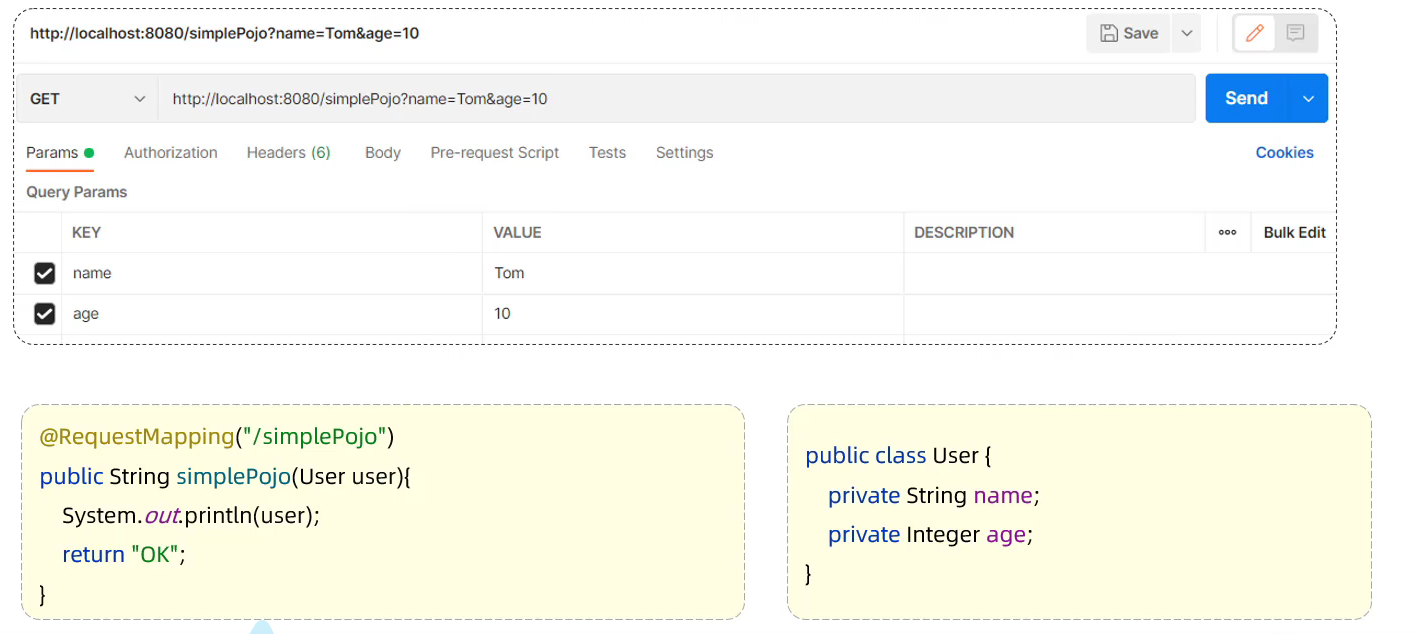 http://localhost:8080/simplePojo?name=Tom&age=10 Save
GET http://localhost:8080/simplePojo?name=Tom&age=10 Send
Params Authorization Headers (6) Body Pre-request Script Tests Settings Cookies
Query Params
KEY VALUE DESCRIPTION ooo Bulk Edit
name Tom
age 10
@RequestMapping("/simplePojo")
public String simplePojo(User user){
System.out.println(user);
return "OK";
}
public class User {
private String name;
private Integer age;
}